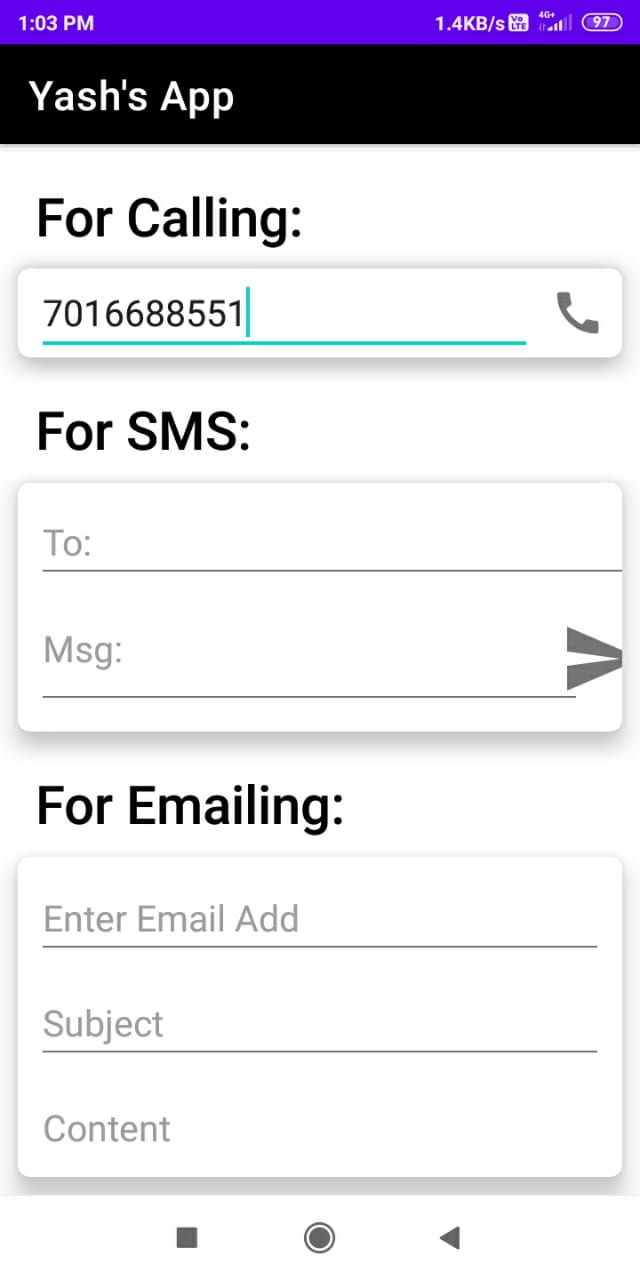 1:03 PM 1.4KB/s Vo LTE 4G+ 97
Yash's App
For Calling:
7016688551
For SMS:
To:
Msg:
For Emailing:
Enter Email Add
Subject
Content